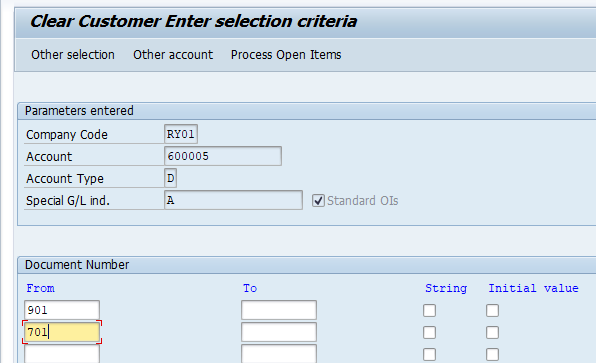 Clear Customer Enter selection criteria
Other selection Other account Process Open Items
Parameters entered
Company Code RY01
Account 600005
Account Type D
Special G/L ind. A Standard OIs
Document Number
From To String Initial value
901
701